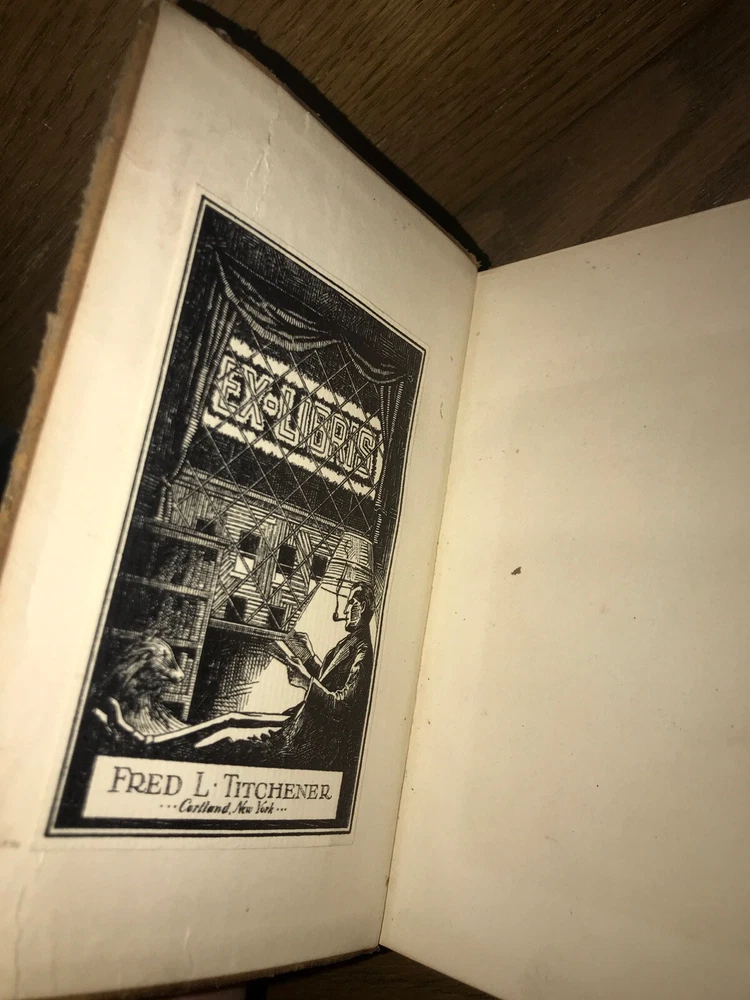 EX·LIBRIS
FRED L· TITCHENER
···Cortland, New York···